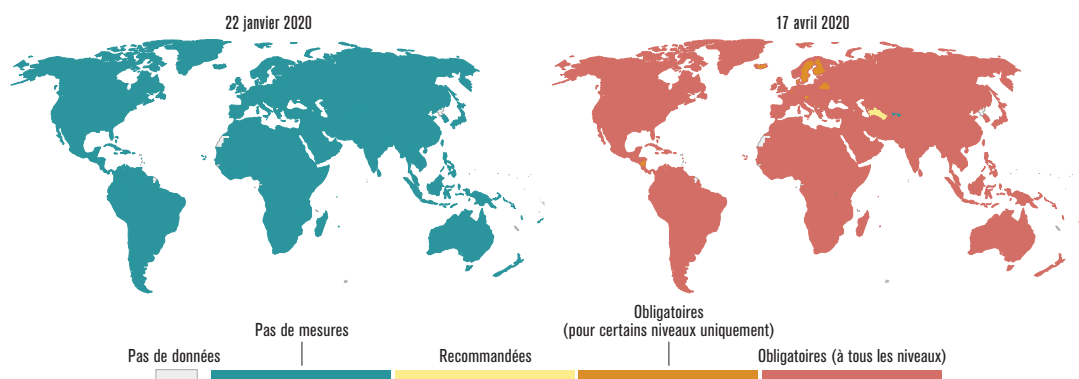 22 janvier 2020
17 avril 2020
Obligatoires
(pour certains niveaux uniquement)
Pas de mesures
Pas de données
Recommandées
Obligatoires (à tous les niveaux)